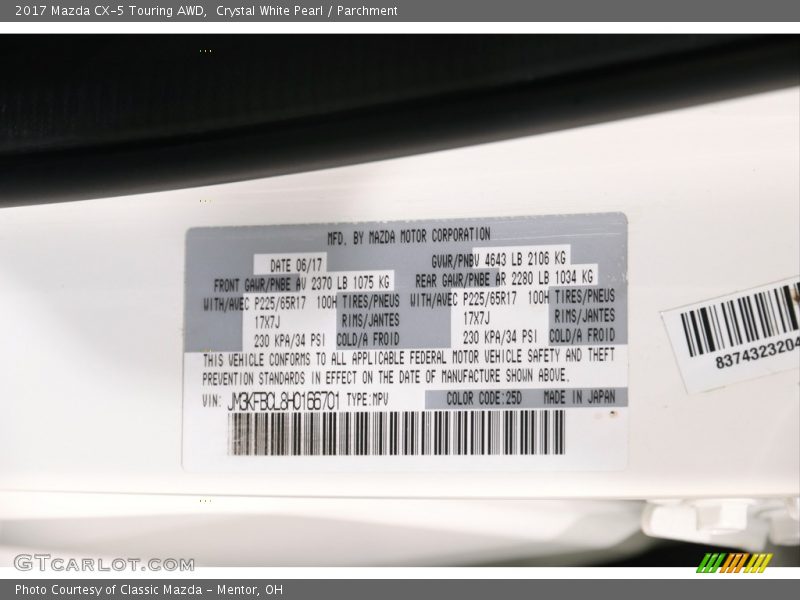 2017 Mazda CX-5 Touring AWD,  Crystal White Pearl / Parchment
MFD. BY MAZDA MOTOR CORPORATION
DATE 06/17 GVWR/PNBV 4643 LB 2106 KG
FRONT GAWR/PNBE AV 2370 LB 1075 KG REAR GAWR/PNBE AR 2280 LB 1034 KG
WITH/AVEC P225/65R17 100H TIRES/PNEUS WITH/AVEC P225/65R17 100H TIRES/PNEUS
17X7J RIMS/JANTES 17X7J RIMS/JANTES
230 KPA/34 PSI COLD/A FROID 230 KPA/34 PSI COLD/A FROID
THIS VEHICLE CONFORMS TO ALL APPLICABLE FEDERAL MOTOR VEHICLE SAFETY AND THEFT
PREVENTION STANDARDS IN EFFECT ON THE DATE OF MANUFACTURE SHOWN ABOVE.
VIN: JM3KFBCL8H0166701 TYPE:MPV COLOR CODE:25D MADE IN JAPAN
8374323204
GTCARLOT.COM
Photo Courtesy of Classic Mazda - Mentor, OH